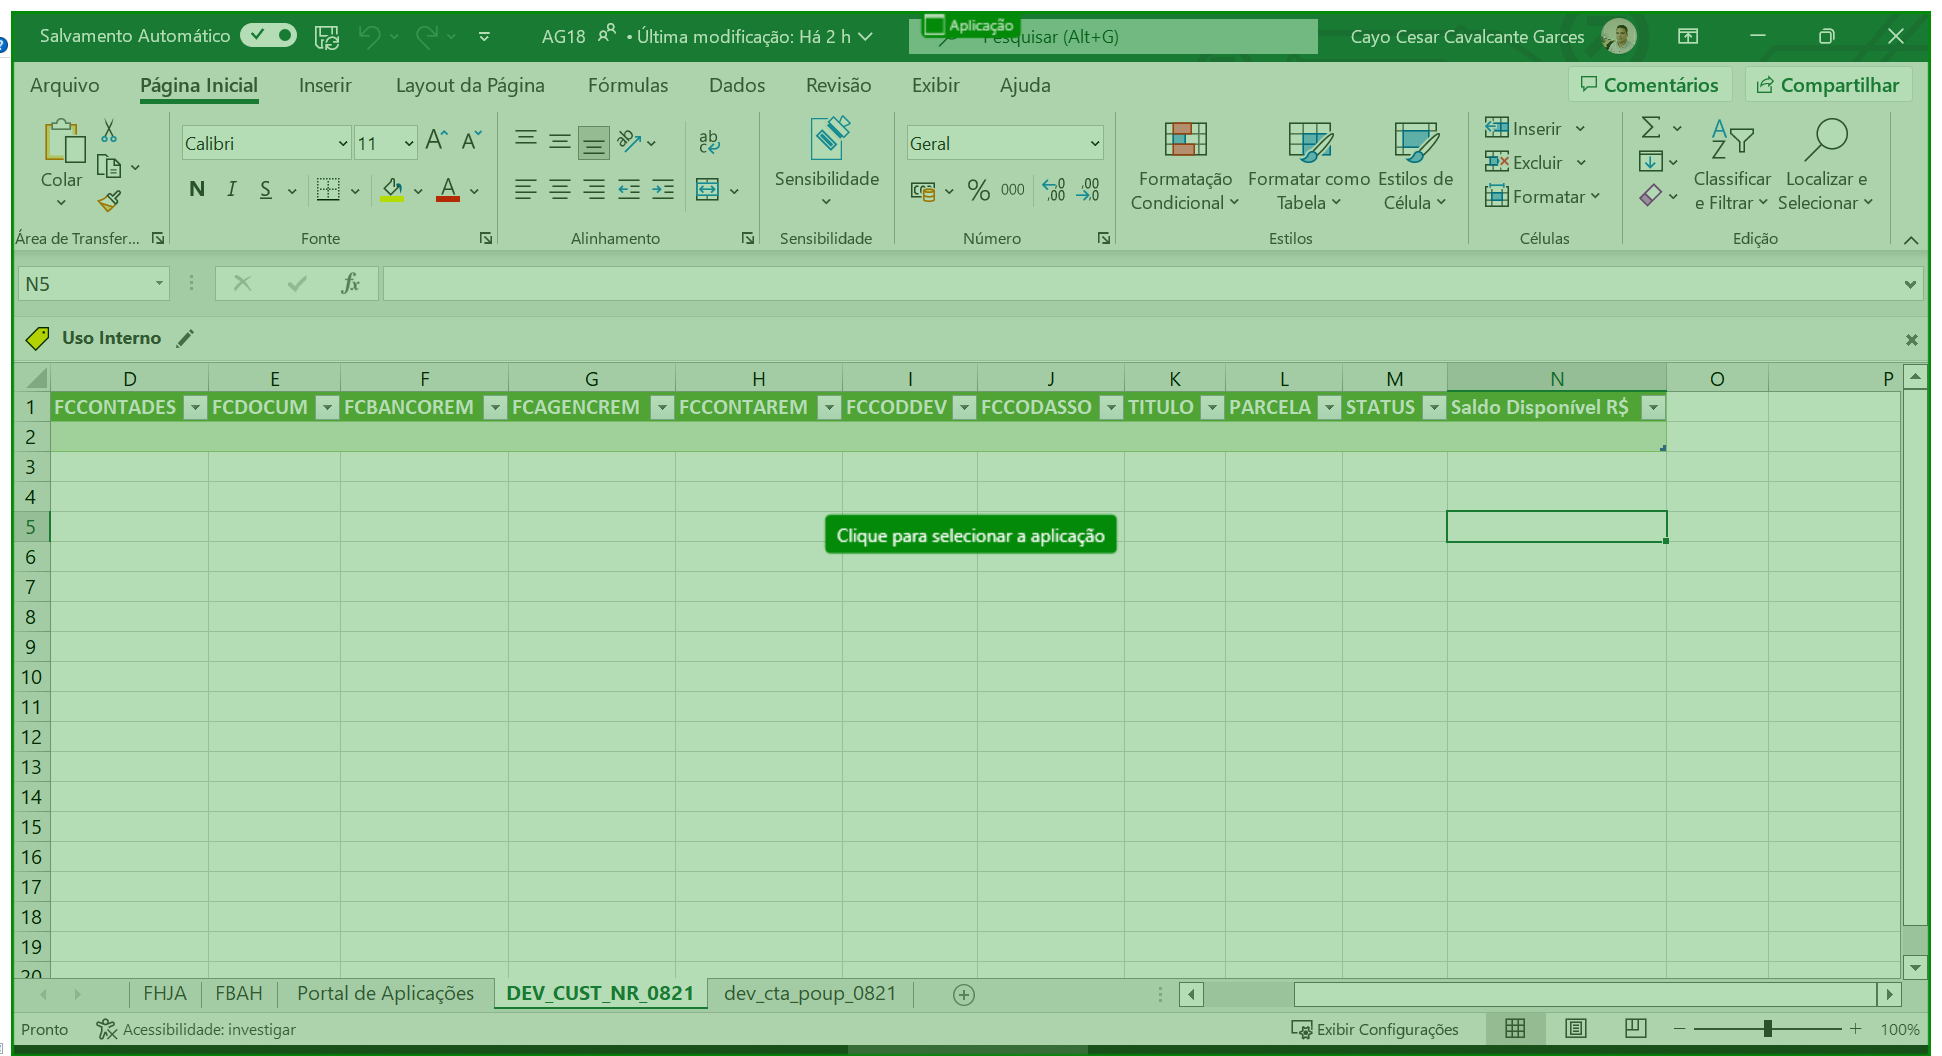 Salvamento Automático AG18 • Última modificação: Há 2 h Aplicação Pesquisar (Alt+G) Cayo Cesar Cavalcante Garces
Arquivo Página Inicial Inserir Layout da Página Fórmulas Dados Revisão Exibir Ajuda Comentários Compartilhar
Colar
Área de Transfer...
Calibri 11 A A
N I S A
Fonte
ab
c
Alinhamento
Sensibilidade
Sensibilidade
Geral
% 000 ,00 ,00
Número
Formatação Condicional
Formatar como Tabela
Estilos de Célula
Estilos
Inserir
Excluir
Formatar
Células
Σ
Classificar e Filtrar
Localizar e Selecionar
Edição
N5 fx
Uso Interno
D E F G H I J K L M N O P
1 FCCONTADES FCDOCUM FCBANCOREM FCAGENCREM FCCONTAREM FCCODDEV FCCODASSO TITULO PARCELA STATUS Saldo Disponível R$
2
3
4
5
Clique para selecionar a aplicação
6
7
8
9
10
11
12
13
14
15
16
17
18
19
20
FHJA FBAH Portal de Aplicações DEV_CUST_NR_0821 dev_cta_poup_0821
Pronto Acessibilidade: investigar Exibir Configurações 100%